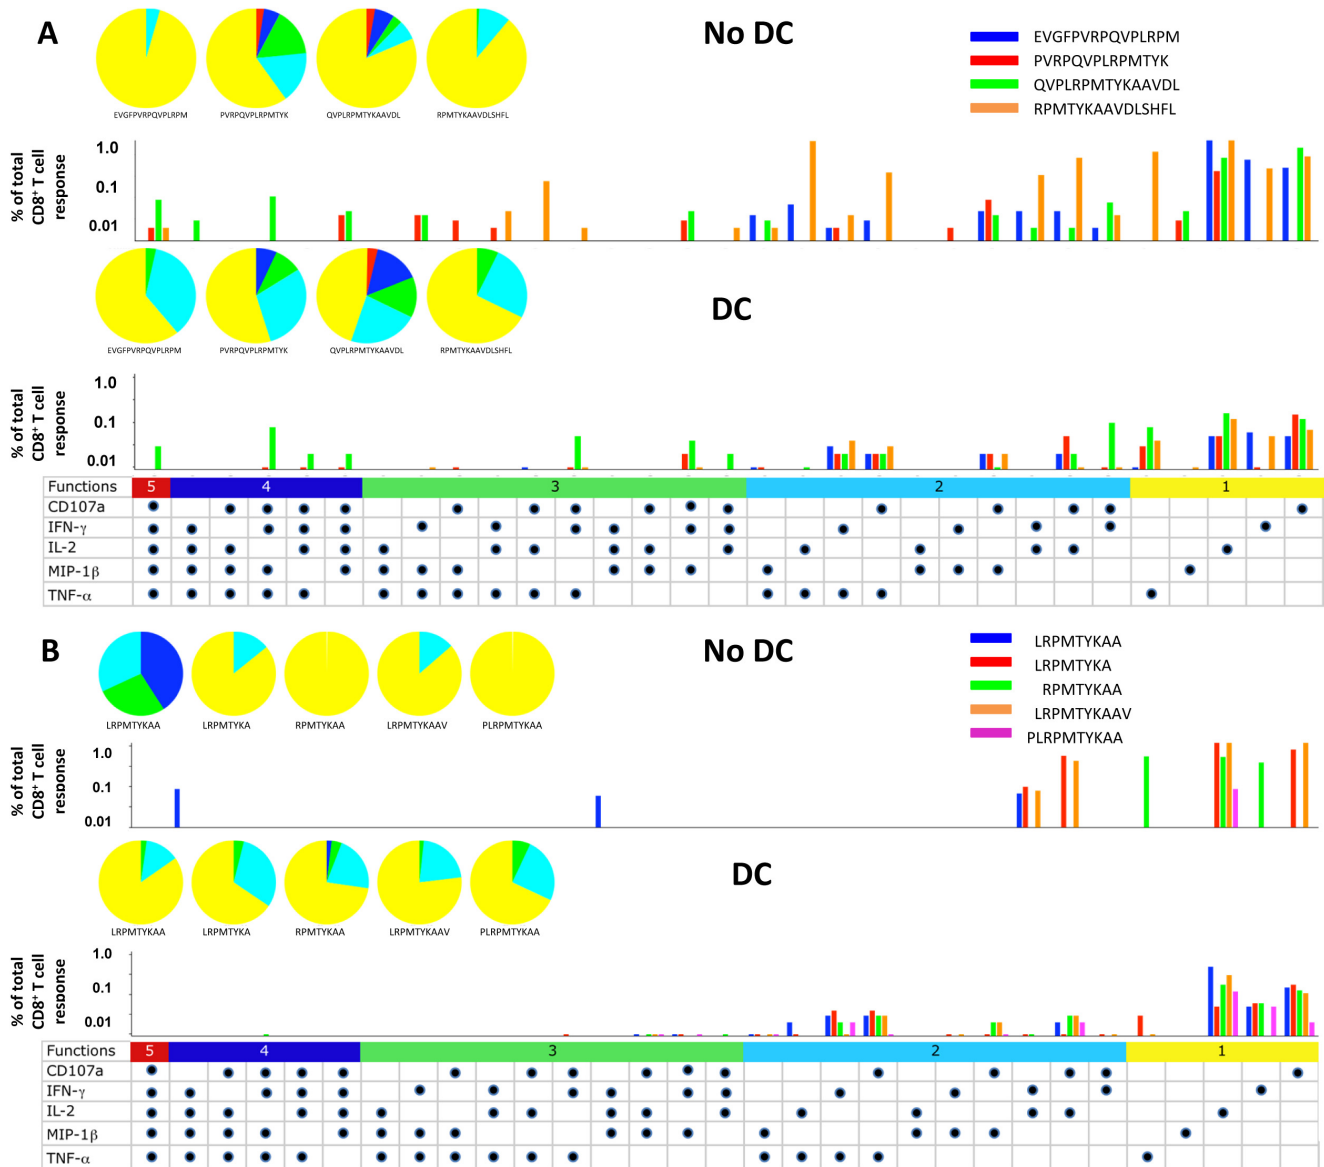 A
No DC
EVGFPVRPQVPLRPM
PVRPQVPLRPMTYK
QVPLRPMTYKAAVDL
RPMTYKAAVDLSHFL
EVGFPVRPQVPLRPM
PVRPQVPLRPMTYK
QVPLRPMTYKAAVDL
RPMTYKAAVDLSHFL
% of total
CD8+ T cell
response
1.0
0.1
0.01
DC
EVGFPVRPQVPLRPM
PVRPQVPLRPMTYK
QVPLRPMTYKAAVDL
RPMTYKAAVDLSHFL
% of total
CD8+ T cell
response
1.0
0.1
0.01
Functions 5 4 3 2 1
CD107a
IFN-γ
IL-2
MIP-1β
TNF-α
B
No DC
LRPMTYKAA
LRPMTYKA
RPMTYKAA
LRPMTYKAAV
PLRPMTYKAA
LRPMTYKAA
LRPMTYKA
RPMTYKAA
LRPMTYKAAV
PLRPMTYKAA
% of total
CD8+ T cell
response
1.0
0.1
0.01
DC
LRPMTYKAA
LRPMTYKA
RPMTYKAA
LRPMTYKAAV
PLRPMTYKAA
% of total
CD8+ T cell
response
1.0
0.1
0.01
Functions 5 4 3 2 1
CD107a
IFN-γ
IL-2
MIP-1β
TNF-α